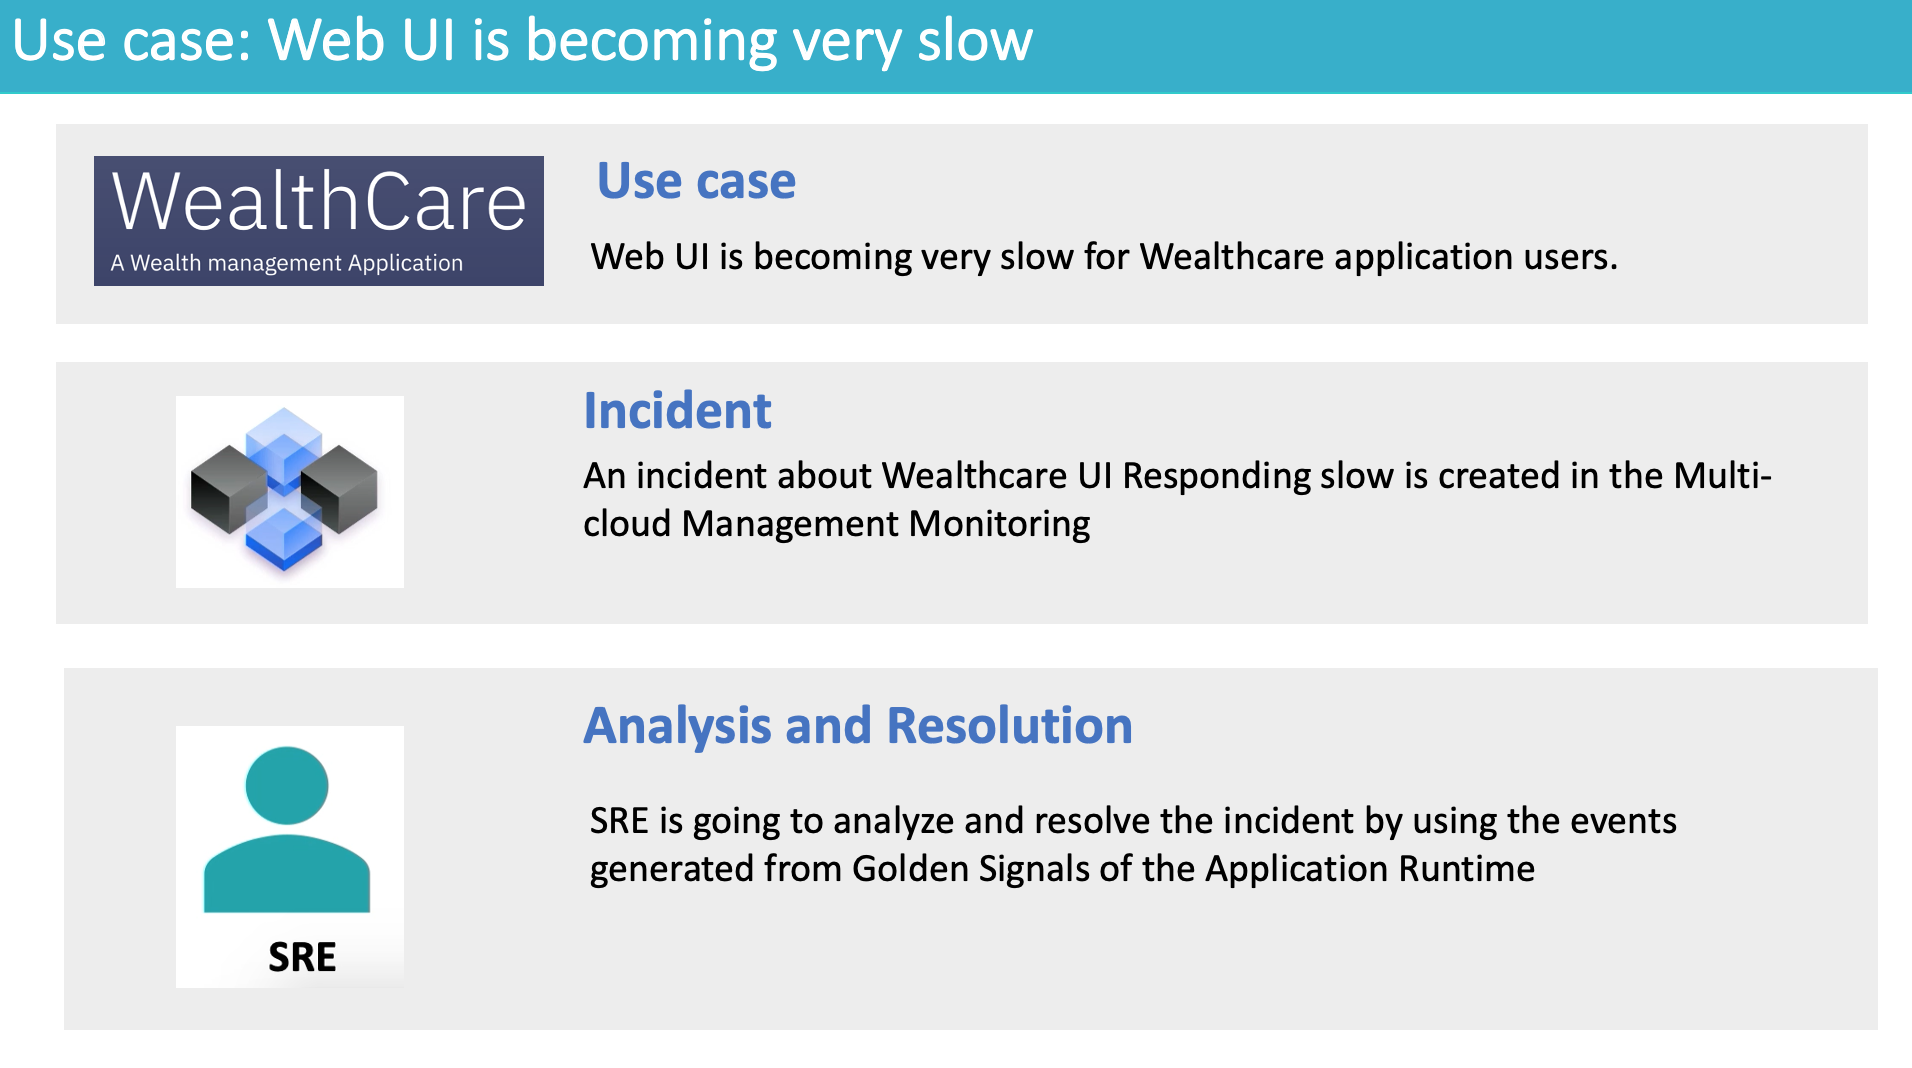 Use case: Web UI is becoming very slow
WealthCare
A Wealth management Application
Use case
Web UI is becoming very slow for Wealthcare application users.
Incident
An incident about Wealthcare UI Responding slow is created in the Multi-
cloud Management Monitoring
Analysis and Resolution
SRE is going to analyze and resolve the incident by using the events
generated from Golden Signals of the Application Runtime
SRE